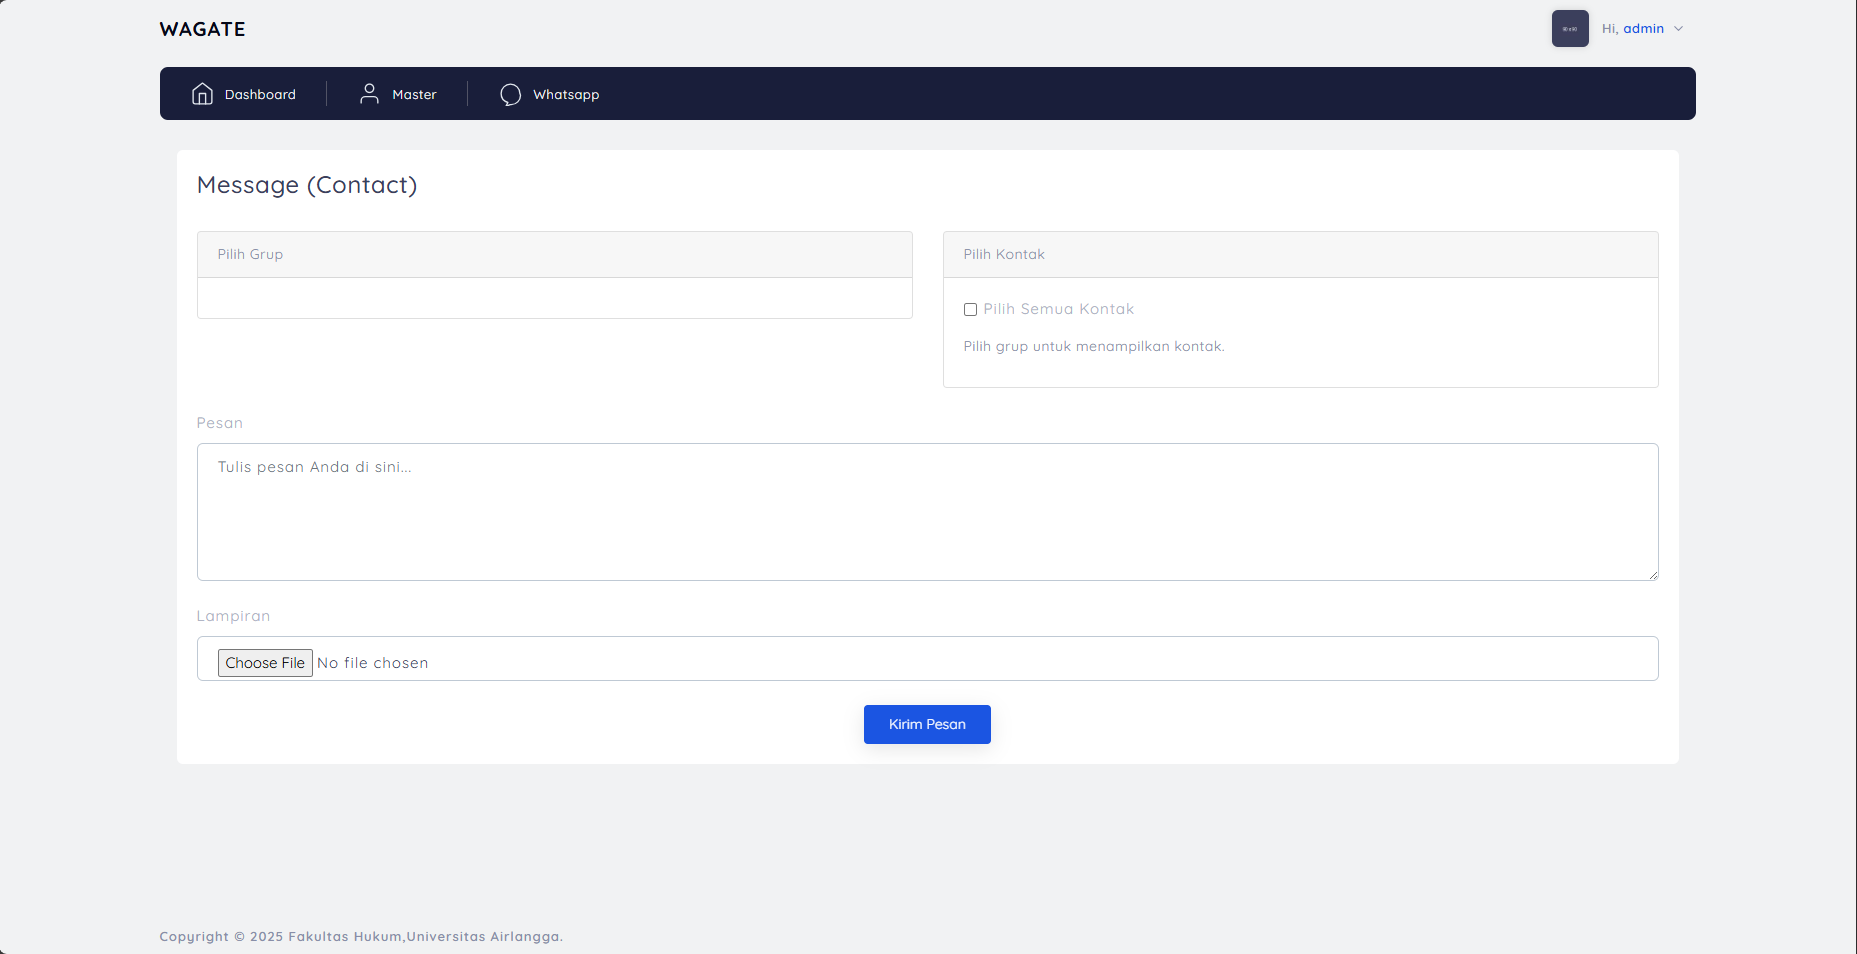 WAGATE
Hi, admin
Dashboard
Master
Whatsapp
Message (Contact)
Pilih Grup
Pilih Kontak
Pilih Semua Kontak
Pilih grup untuk menampilkan kontak.
Pesan
Tulis pesan Anda di sini...
Lampiran
Choose File No file chosen
Kirim Pesan
Copyright © 2025 Fakultas Hukum,Universitas Airlangga.